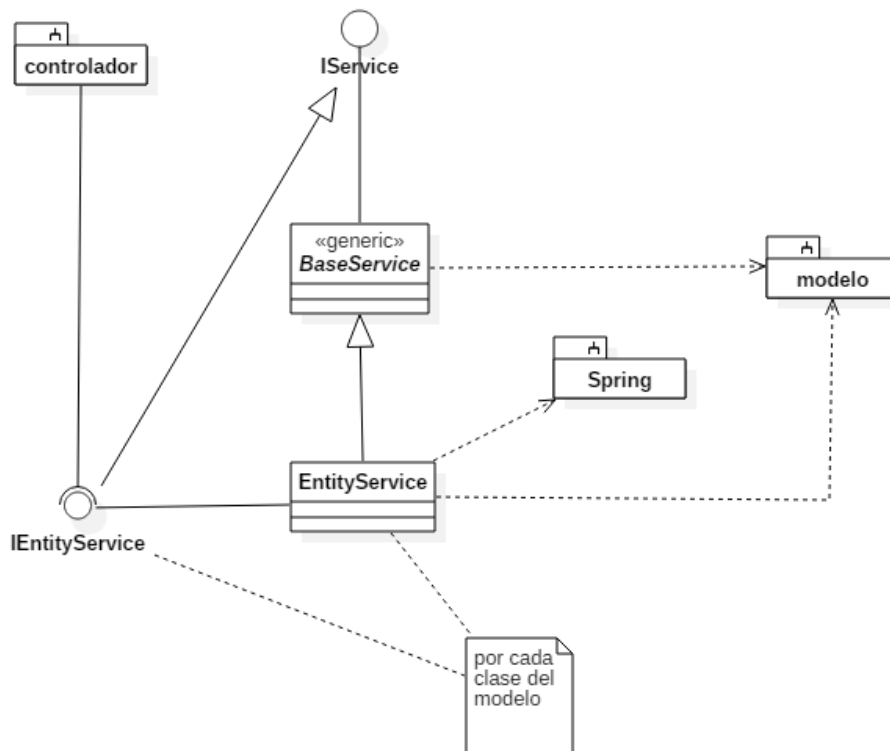 controlador
IService
«generic»
BaseService
modelo
Spring
EntityService
IEntityService
por cada
clase del
modelo